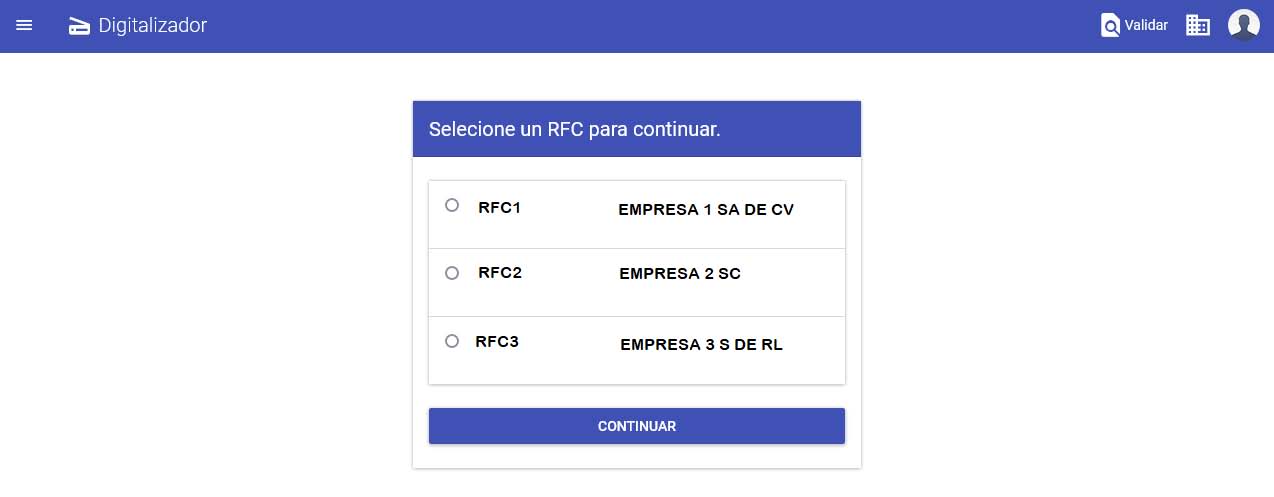 Digitalizador
Validar
Selecione un RFC para continuar.
RFC1 EMPRESA 1 SA DE CV
RFC2 EMPRESA 2 SC
RFC3 EMPRESA 3 S DE RL
CONTINUAR